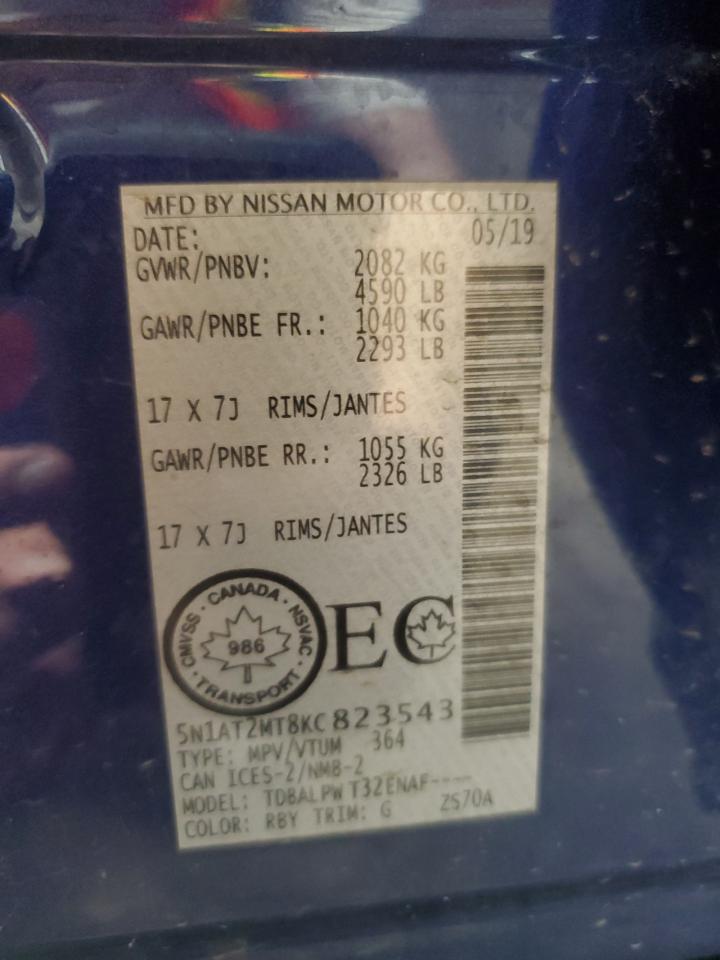 MFD BY NISSAN MOTOR CO., LTD.
DATE: 05/19
GVWR/PNBV: 2082 KG
4590 LB
GAWR/PNBE FR.: 1040 KG
2293 LB
17 X 7J RIMS/JANTES
GAWR/PNBE RR.: 1055 KG
2326 LB
17 X 7J RIMS/JANTES
CMVSS · CANADA · NSVAC · TRANSPORT ·
986
EC
5N1AT2MT8KC823543
TYPE: MPV/VTUM 364
CAN ICES-2/NMB-2
MODEL: TDBALPW T32ENAF----
COLOR: RBY TRIM: G ZS70A